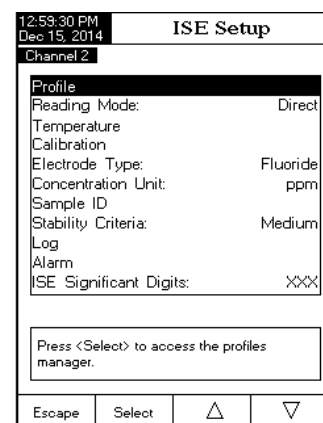 12:59:30 PM
Dec 15, 2014
ISE Setup
Channel 2
Profile
Reading Mode: Direct
Temperature
Calibration
Electrode Type: Fluoride
Concentration Unit: ppm
Sample ID
Stability Criteria: Medium
Log
Alarm
ISE Significant Digits: XXX
Press <Select> to access the profiles
manager.
Escape Select △ ▽